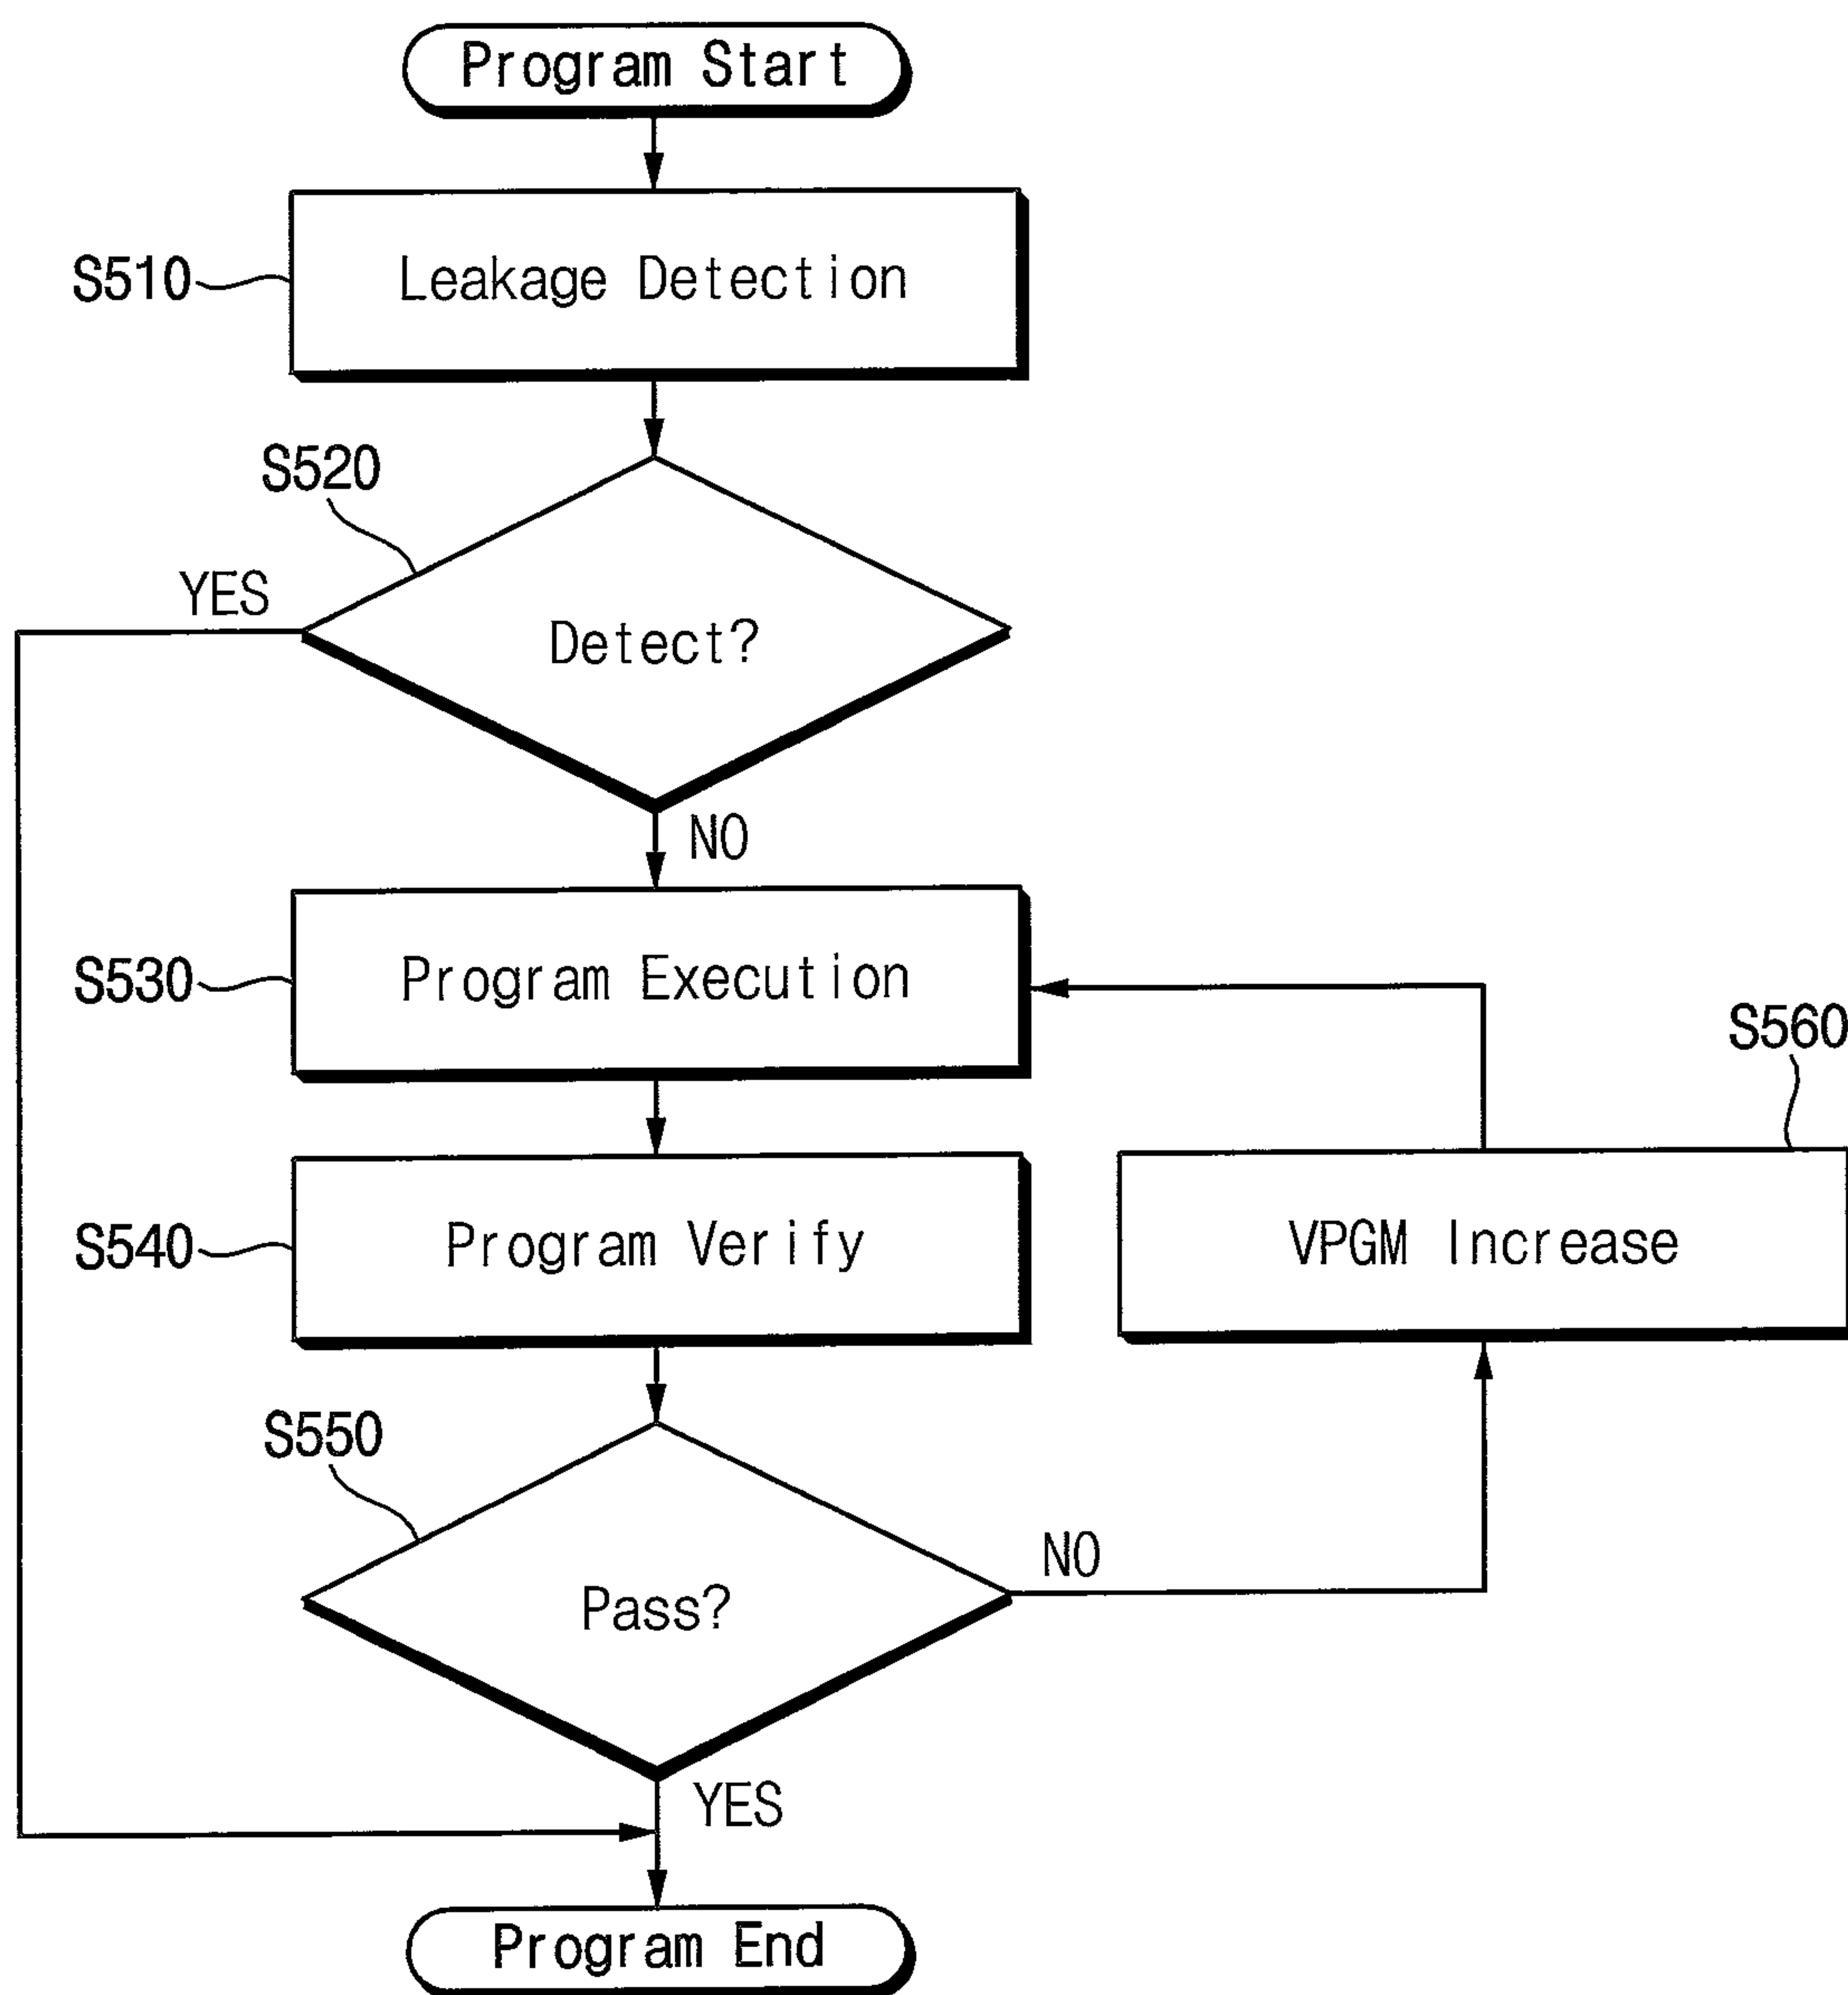 Program Start
S510
Leakage Detection
S520
YES
Detect?
NO
S530
Program Execution
S560
S540
Program Verify
VPGM Increase
S550
NO
Pass?
YES
Program End